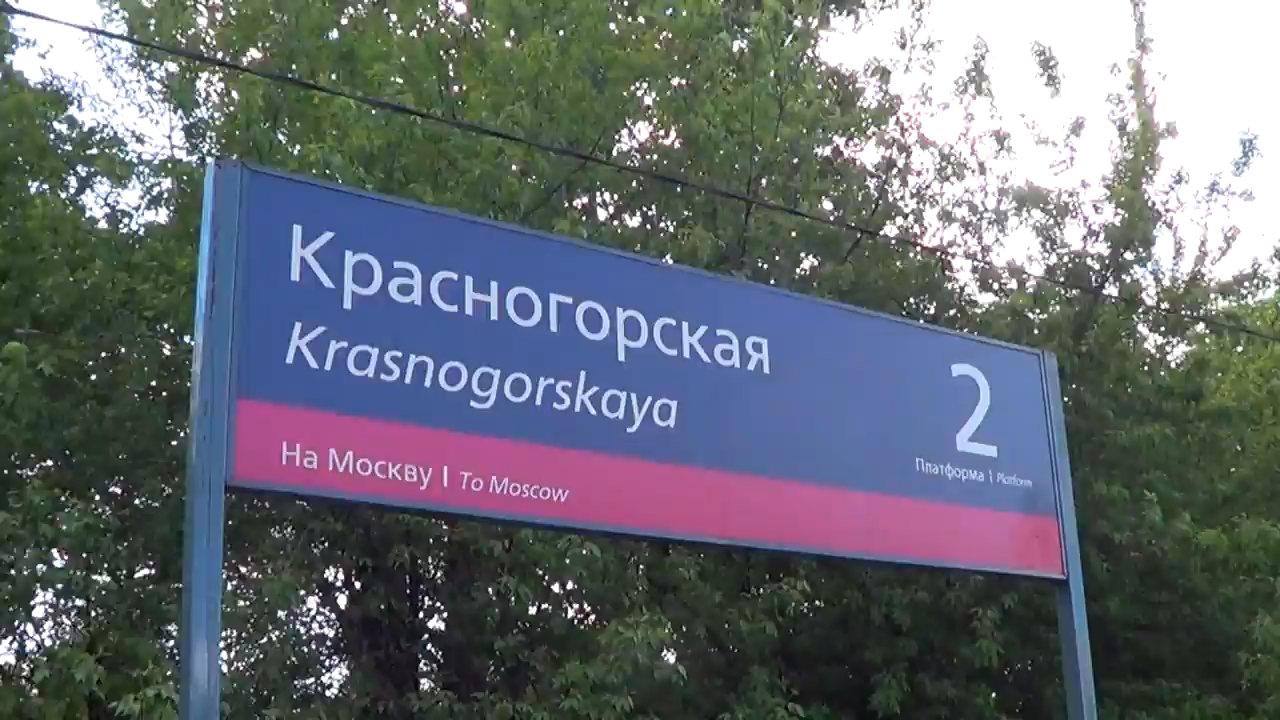 Красногорская
Krasnogorskaya
2
Платформа | Platform
На Москву | To Moscow